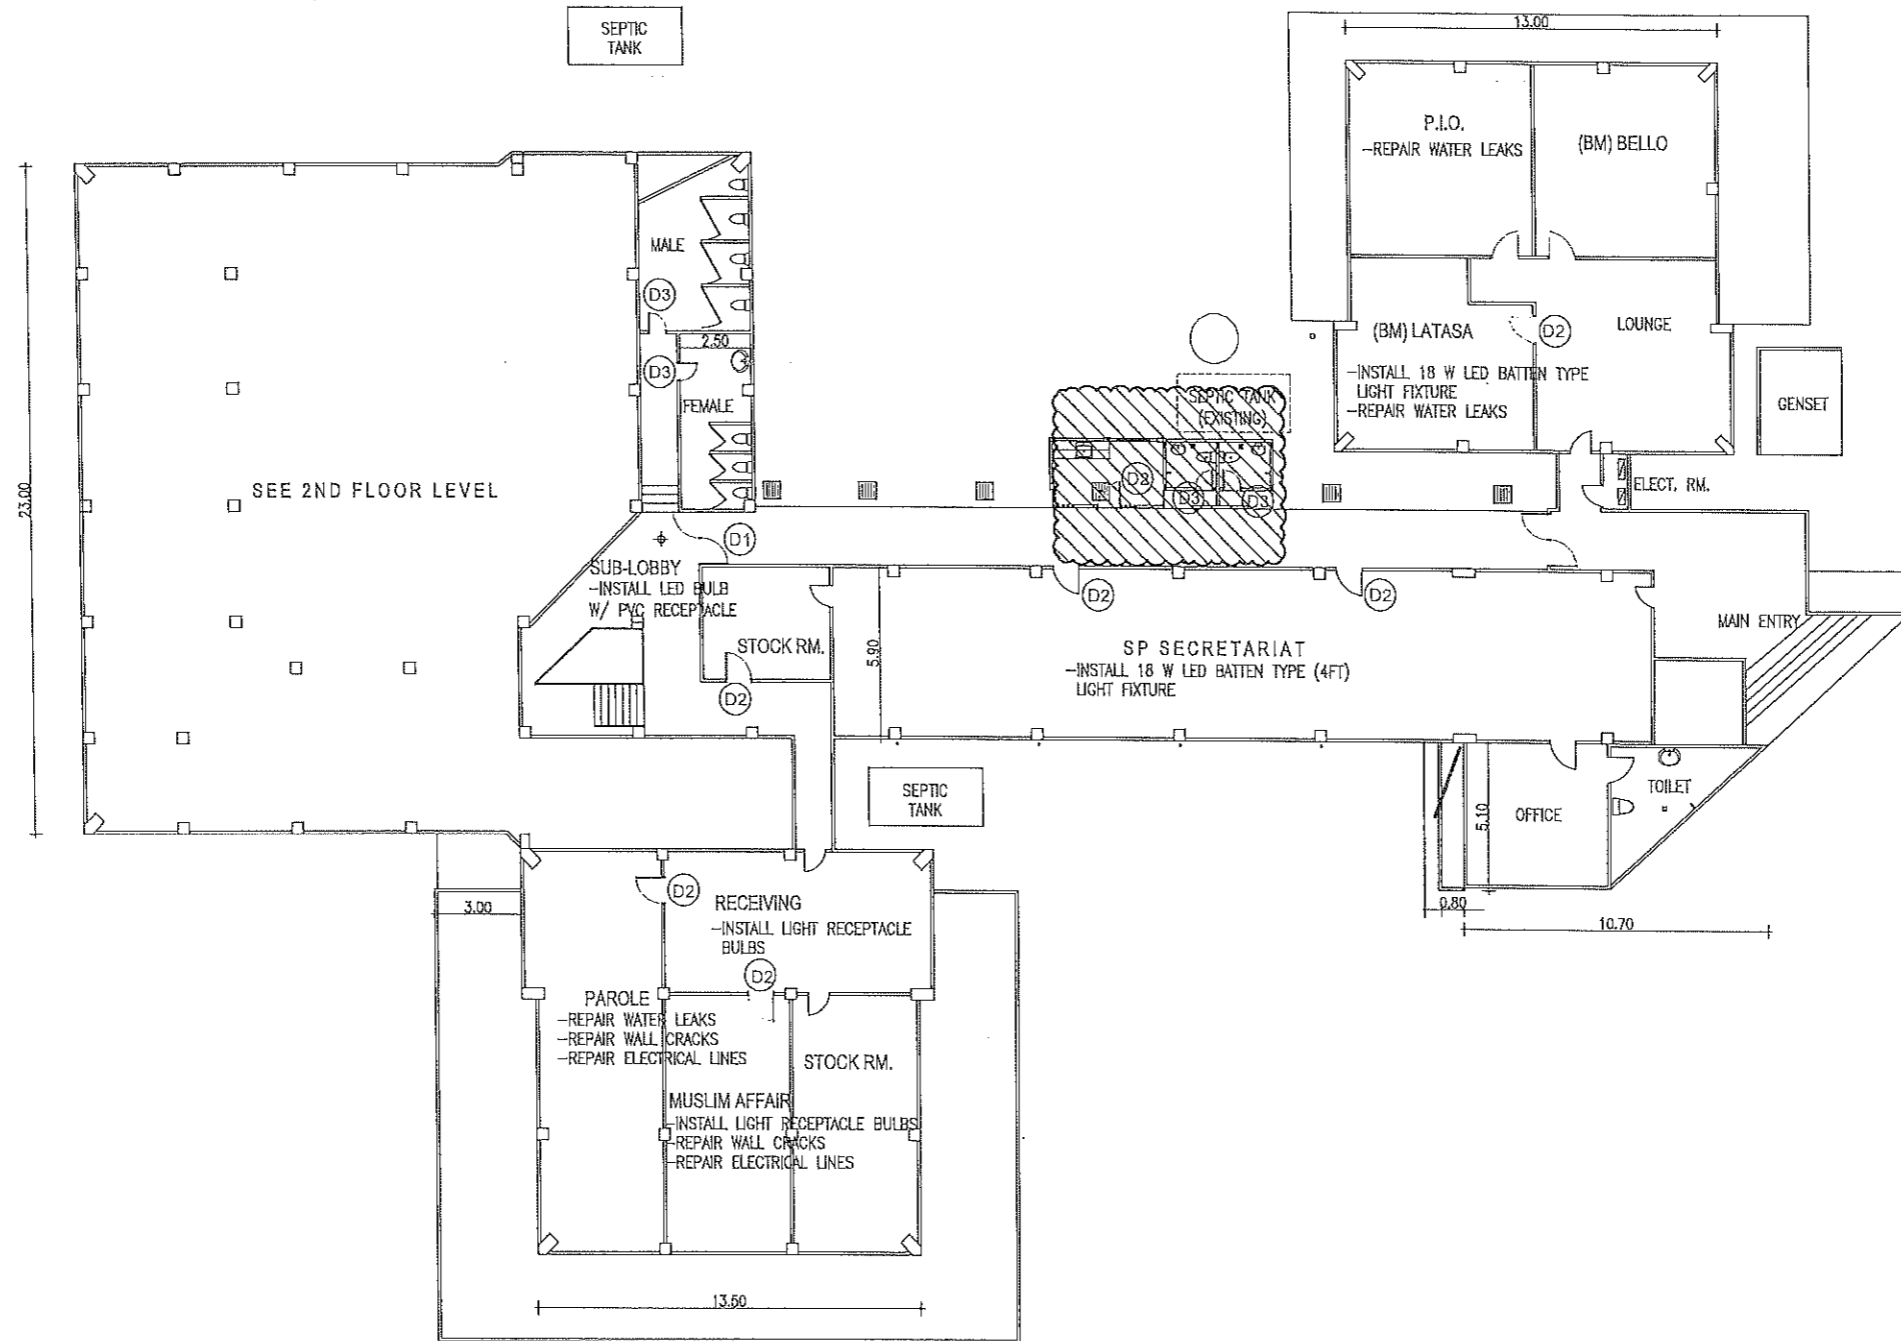 SEPTIC
TANK
13.00
P.I.O.
-REPAIR WATER LEAKS
(BM) BELLO
23.00
MALE
D3
2.50
D3
FEMALE
(BM) LATASA
-INSTALL 18 W LED BATTEN TYPE
LIGHT FIXTURE
-REPAIR WATER LEAKS
D2
LOUNGE
GENSET
SEPTIC TANK
(EXISTING)
D2
D3
D3
ELECT. RM.
SEE 2ND FLOOR LEVEL
D1
SUB-LOBBY
-INSTALL LED BULB
W/ PVC RECEPTACLE
STOCK RM.
D2
5.90
D2
D2
SP SECRETARIAT
-INSTALL 18 W LED BATTEN TYPE (4FT)
LIGHT FIXTURE
MAIN ENTRY
SEPTIC
TANK
5.10
OFFICE
TOILET
0.80
10.70
3.00
D2
RECEIVING
-INSTALL LIGHT RECEPTACLE
BULBS
D2
PAROLE
-REPAIR WATER LEAKS
-REPAIR WALL CRACKS
-REPAIR ELECTRICAL LINES
STOCK RM.
MUSLIM AFFAIR
-INSTALL LIGHT RECEPTACLE BULBS
-REPAIR WALL CRACKS
-REPAIR ELECTRICAL LINES
13.50